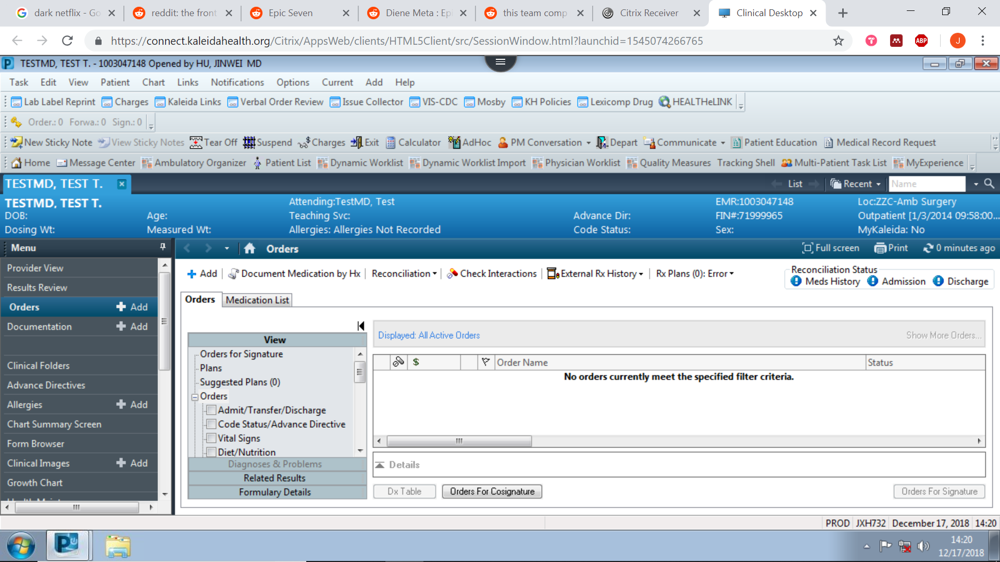 dark netflix - Go
reddit: the front
Epic Seven
Diene Meta : Epi
this team comp
Citrix Receiver
Clinical Desktop
https://connect.kaleidahealth.org/Citrix/AppsWeb/clients/HTML5Client/src/SessionWindow.html?launchid=1545074266765
ABP
J
TESTMD, TEST T. - 1003047148 Opened by HU, JINWEI MD
Task Edit View Patient Chart Links Notifications Options Current Add Help
Lab Label Reprint Charges Kaleida Links Verbal Order Review Issue Collector VIS-CDC Mosby KH Policies Lexicomp Drug HEALTHeLINK
Order.: 0 Forwa.: 0 Sign.: 0
New Sticky Note View Sticky Notes Tear Off Suspend Charges Exit Calculator AdHoc PM Conversation Depart Communicate Patient Education Medical Record Request
Home Message Center Ambulatory Organizer Patient List Dynamic Worklist Dynamic Worklist Import Physician Worklist Quality Measures Tracking Shell Multi-Patient Task List MyExperience
TESTMD, TEST T.
List Recent Name
TESTMD, TEST T. Attending:TestMD, Test EMR:1003047148 Loc:ZZC-Amb Surgery
DOB: Age: Teaching Svc: Advance Dir: FIN#:71999965 Outpatient [1/3/2014 09:58:00...
Dosing Wt: Measured Wt: Allergies: Allergies Not Recorded Code Status: Sex: MyKaleida: No
Menu
Orders
Full screen Print 0 minutes ago
Provider View
Results Review
Orders Add
Documentation Add
Clinical Folders
Advance Directives
Allergies Add
Chart Summary Screen
Form Browser
Clinical Images Add
Growth Chart
Add Document Medication by Hx Reconciliation Check Interactions External Rx History Rx Plans (0): Error
Reconciliation Status
Meds History Admission Discharge
Orders Medication List
View
Orders for Signature
Plans
Suggested Plans (0)
Orders
Admit/Transfer/Discharge
Code Status/Advance Directive
Vital Signs
Diet/Nutrition
Diagnoses & Problems
Related Results
Formulary Details
Displayed: All Active Orders Show More Orders...
$ Order Name Status
No orders currently meet the specified filter criteria.
Details
Dx Table Orders For Cosignature Orders For Signature
PROD JXH732 December 17, 2018 14:20
14:20
12/17/2018